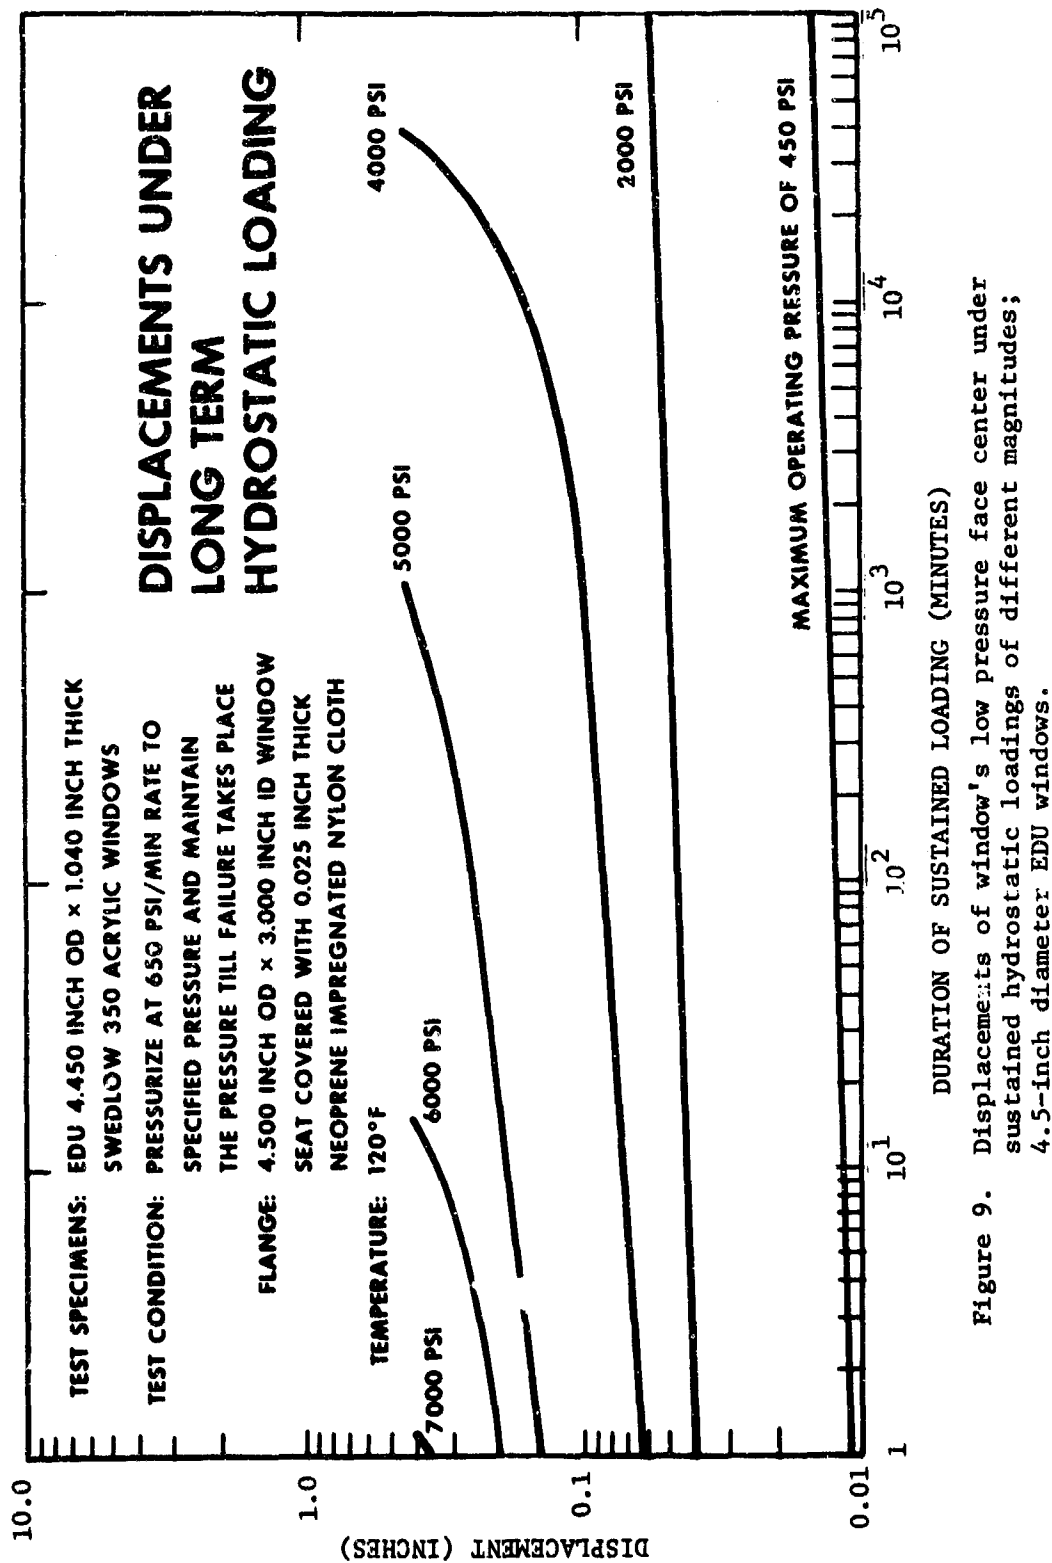 DISPLACEMENTS UNDER
LONG TERM
HYDROSTATIC LOADING
TEST SPECIMENS: EDU 4.450 INCH OD × 1.040 INCH THICK
SWEDLOW 350 ACRYLIC WINDOWS
TEST CONDITION: PRESSURIZE AT 650 PSI/MIN RATE TO
SPECIFIED PRESSURE AND MAINTAIN
THE PRESSURE TILL FAILURE TAKES PLACE
FLANGE: 4.500 INCH OD × 3.000 INCH ID WINDOW
SEAT COVERED WITH 0.025 INCH THICK
NEOPRENE IMPREGNATED NYLON CLOTH
TEMPERATURE: 120°F
7000 PSI
6000 PSI
5000 PSI
4000 PSI
2000 PSI
MAXIMUM OPERATING PRESSURE OF 450 PSI
DISPLACEMENT (INCHES)
10.0
1.0
0.1
0.01
1
10¹
10²
10³
10⁴
10⁵
DURATION OF SUSTAINED LOADING (MINUTES)
Figure 9. Displacements of window's low pressure face center under
sustained hydrostatic loadings of different magnitudes;
4.5-inch diameter EDU windows.